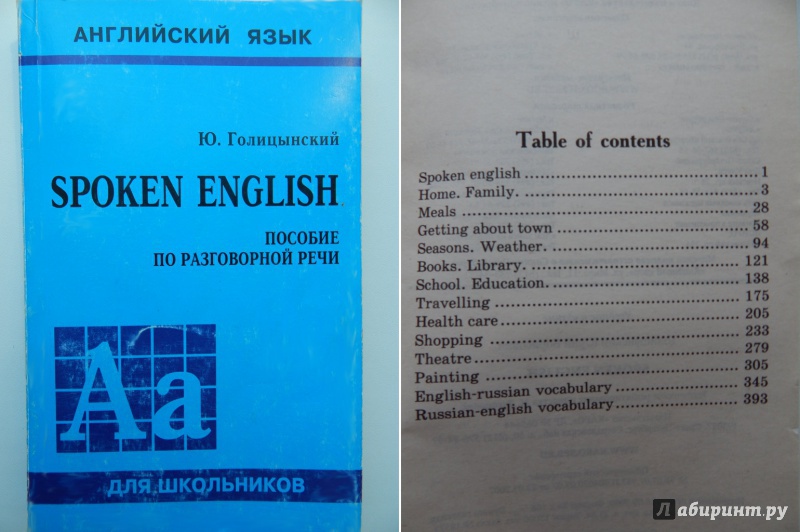 АНГЛИЙСКИЙ ЯЗЫК
Ю. Голицынский
SPOKEN ENGLISH
ПОСОБИЕ
ПО РАЗГОВОРНОЙ РЕЧИ
Aa
ДЛЯ ШКОЛЬНИКОВ
Table of contents
Spoken english 1
Home. Family. 3
Meals 28
Getting about town 58
Seasons. Weather. 94
Books. Library. 121
School. Education. 138
Travelling 175
Health care 205
Shopping 233
Theatre 279
Painting 305
English-russian vocabulary 345
Russian-english vocabulary 393
Лабиринт.ру